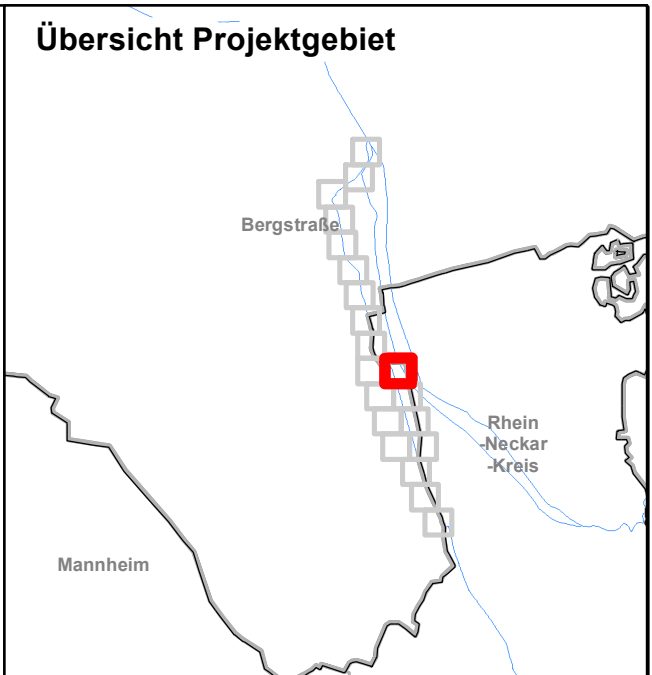 Übersicht Projektgebiet
Bergstraße
Rhein
-Neckar
-Kreis
Mannheim